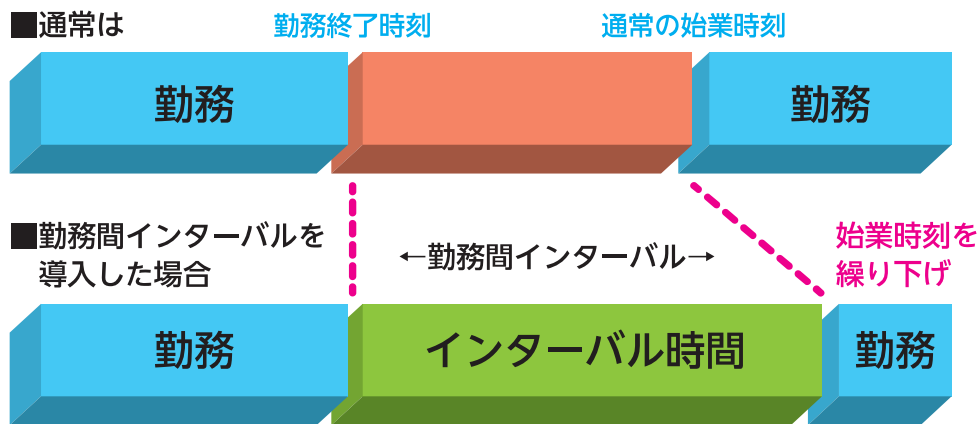 ■通常は
勤務終了時刻
通常の始業時刻
勤務
勤務
■勤務間インターバルを
導入した場合
←勤務間インターバル→
始業時刻を
繰り下げ
勤務
インターバル時間
勤務